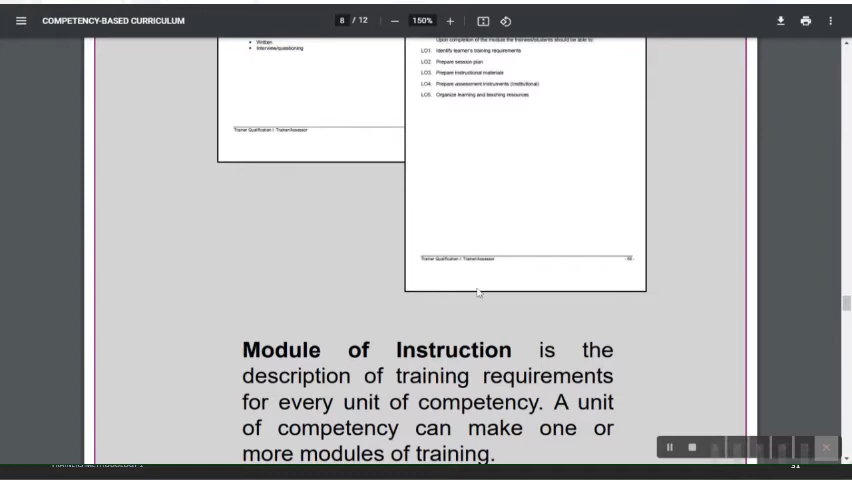 COMPETENCY-BASED CURRICULUM
8 / 12
150%
Written
Interview/questioning
Trainer Qualification I: Trainer/Assessor
Upon completion of the module the trainees/students should be able to:
LO1. Identify learner's training requirements
LO2. Prepare session plan
LO3. Prepare instructional materials
LO4. Prepare assessment instruments (Institutional)
LO5. Organize learning and teaching resources
Trainer Qualification I: Trainer/Assessor
Module of Instruction is the
description of training requirements
for every unit of competency. A unit
of competency can make one or
more modules of training.
31